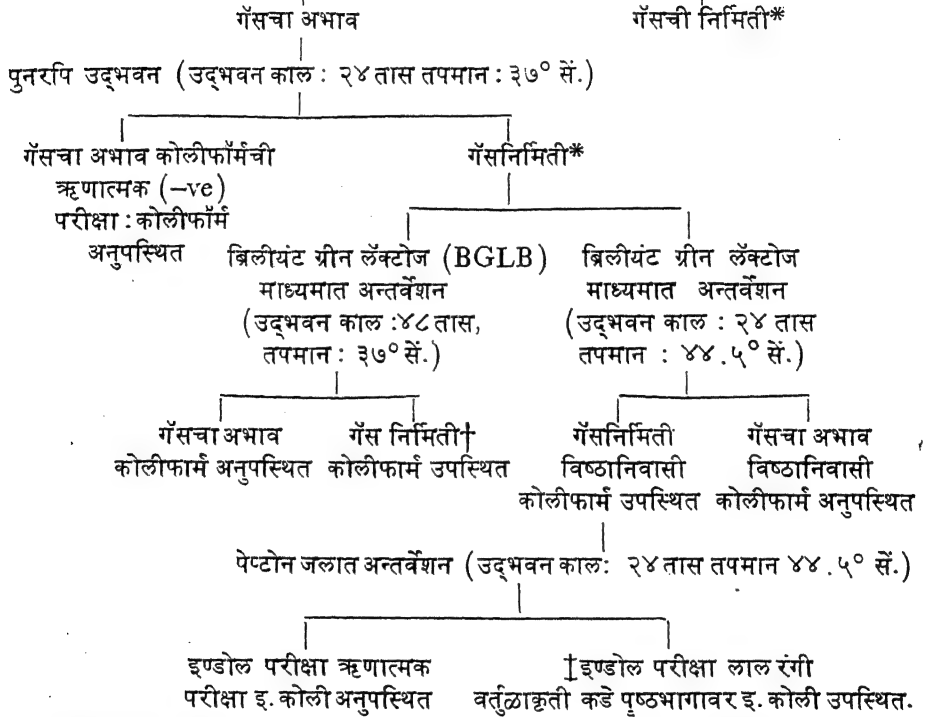 गॅसचा अभाव गॅसची निर्मिती*
पुनरपि उद्‌भवन (उद्‌भवन काल : २४ तास तपमान : ३७° सें.)
गॅसचा अभाव कोलीफॉर्मची
ऋणात्मक (–ve)
परीक्षा : कोलीफॉर्म
अनुपस्थित
गॅसनिर्मिती*
ब्रिलीयंट ग्रीन लॅक्टोज (BGLB)
माध्यमात अन्तर्वेशन
(उद्‌भवन काल :४८ तास,
तपमान : ३७° सें.)
ब्रिलीयंट ग्रीन लॅक्टोज
माध्यमात अन्तर्वेशन
(उद्‌भवन काल : २४ तास
तपमान : ४४.५° सें.)
गॅसचा अभाव
कोलीफार्म अनुपस्थित
गॅस निर्मिती†
कोलीफार्म उपस्थित
गॅसनिर्मिती
विष्ठानिवासी
कोलीफार्म उपस्थित
गॅसचा अभाव
विष्ठानिवासी
कोलीफार्म अनुपस्थित
पेप्टोन जलात अन्तर्वेशन (उद्‌भवन काल: २४ तास तपमान ४४.५° सें.)
इण्डोल परीक्षा ऋणात्मक
परीक्षा इ. कोली अनुपस्थित
‡इण्डोल परीक्षा लाल रंगी
वर्तुळाकृती कडे पृष्ठभागावर इ. कोली उपस्थित.